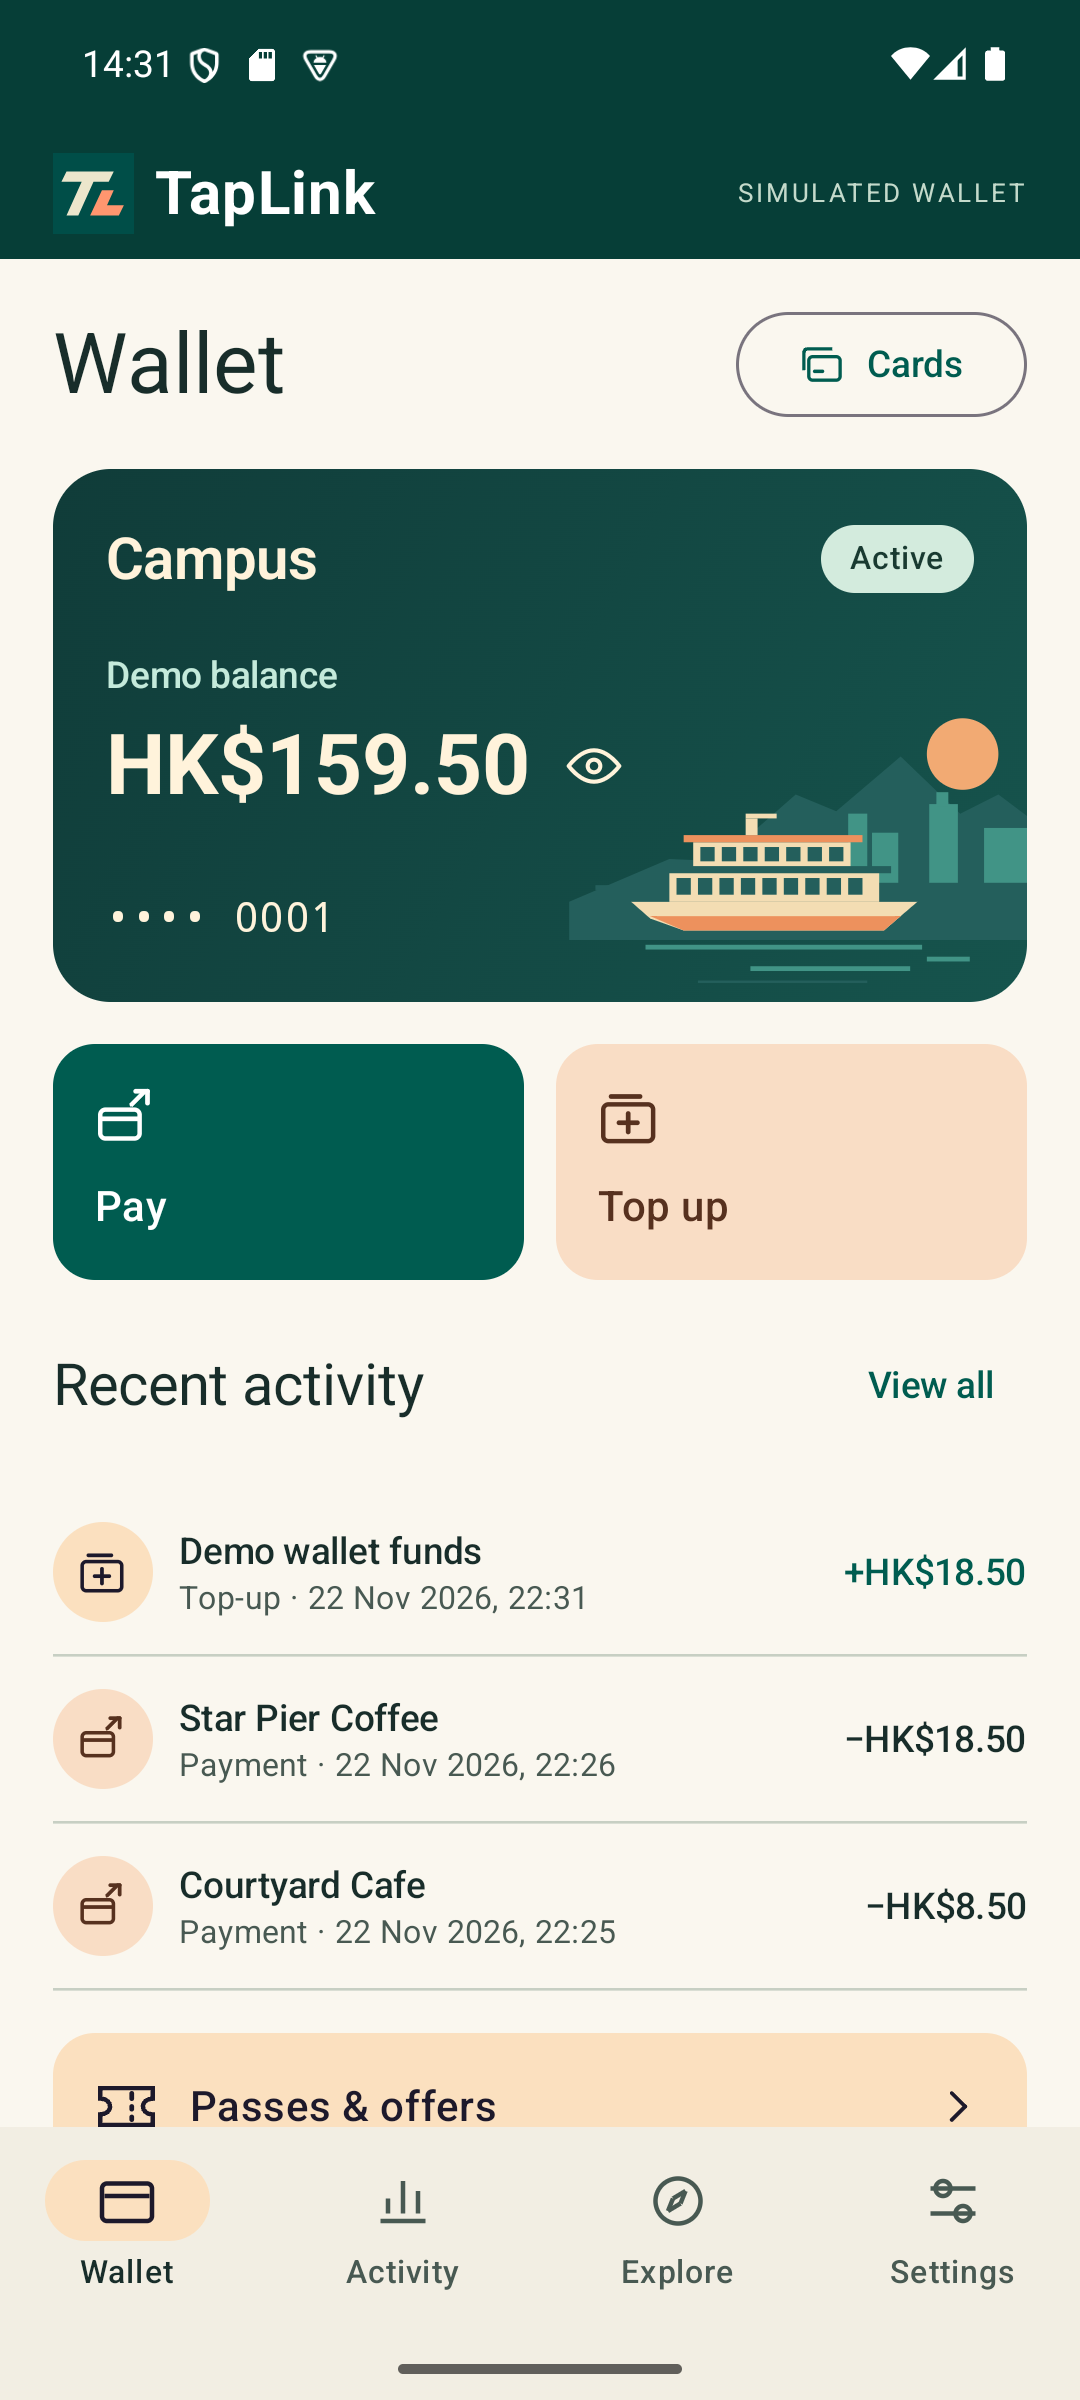 14:31
TapLink
SIMULATED WALLET
Wallet
Cards
Campus
Active
Demo balance
HK$159.50
•••• 0001
Pay
Top up
Recent activity
View all
Demo wallet funds
Top-up · 22 Nov 2026, 22:31
+HK$18.50
Star Pier Coffee
Payment · 22 Nov 2026, 22:26
−HK$18.50
Courtyard Cafe
Payment · 22 Nov 2026, 22:25
−HK$8.50
Passes & offers
Wallet
Activity
Explore
Settings